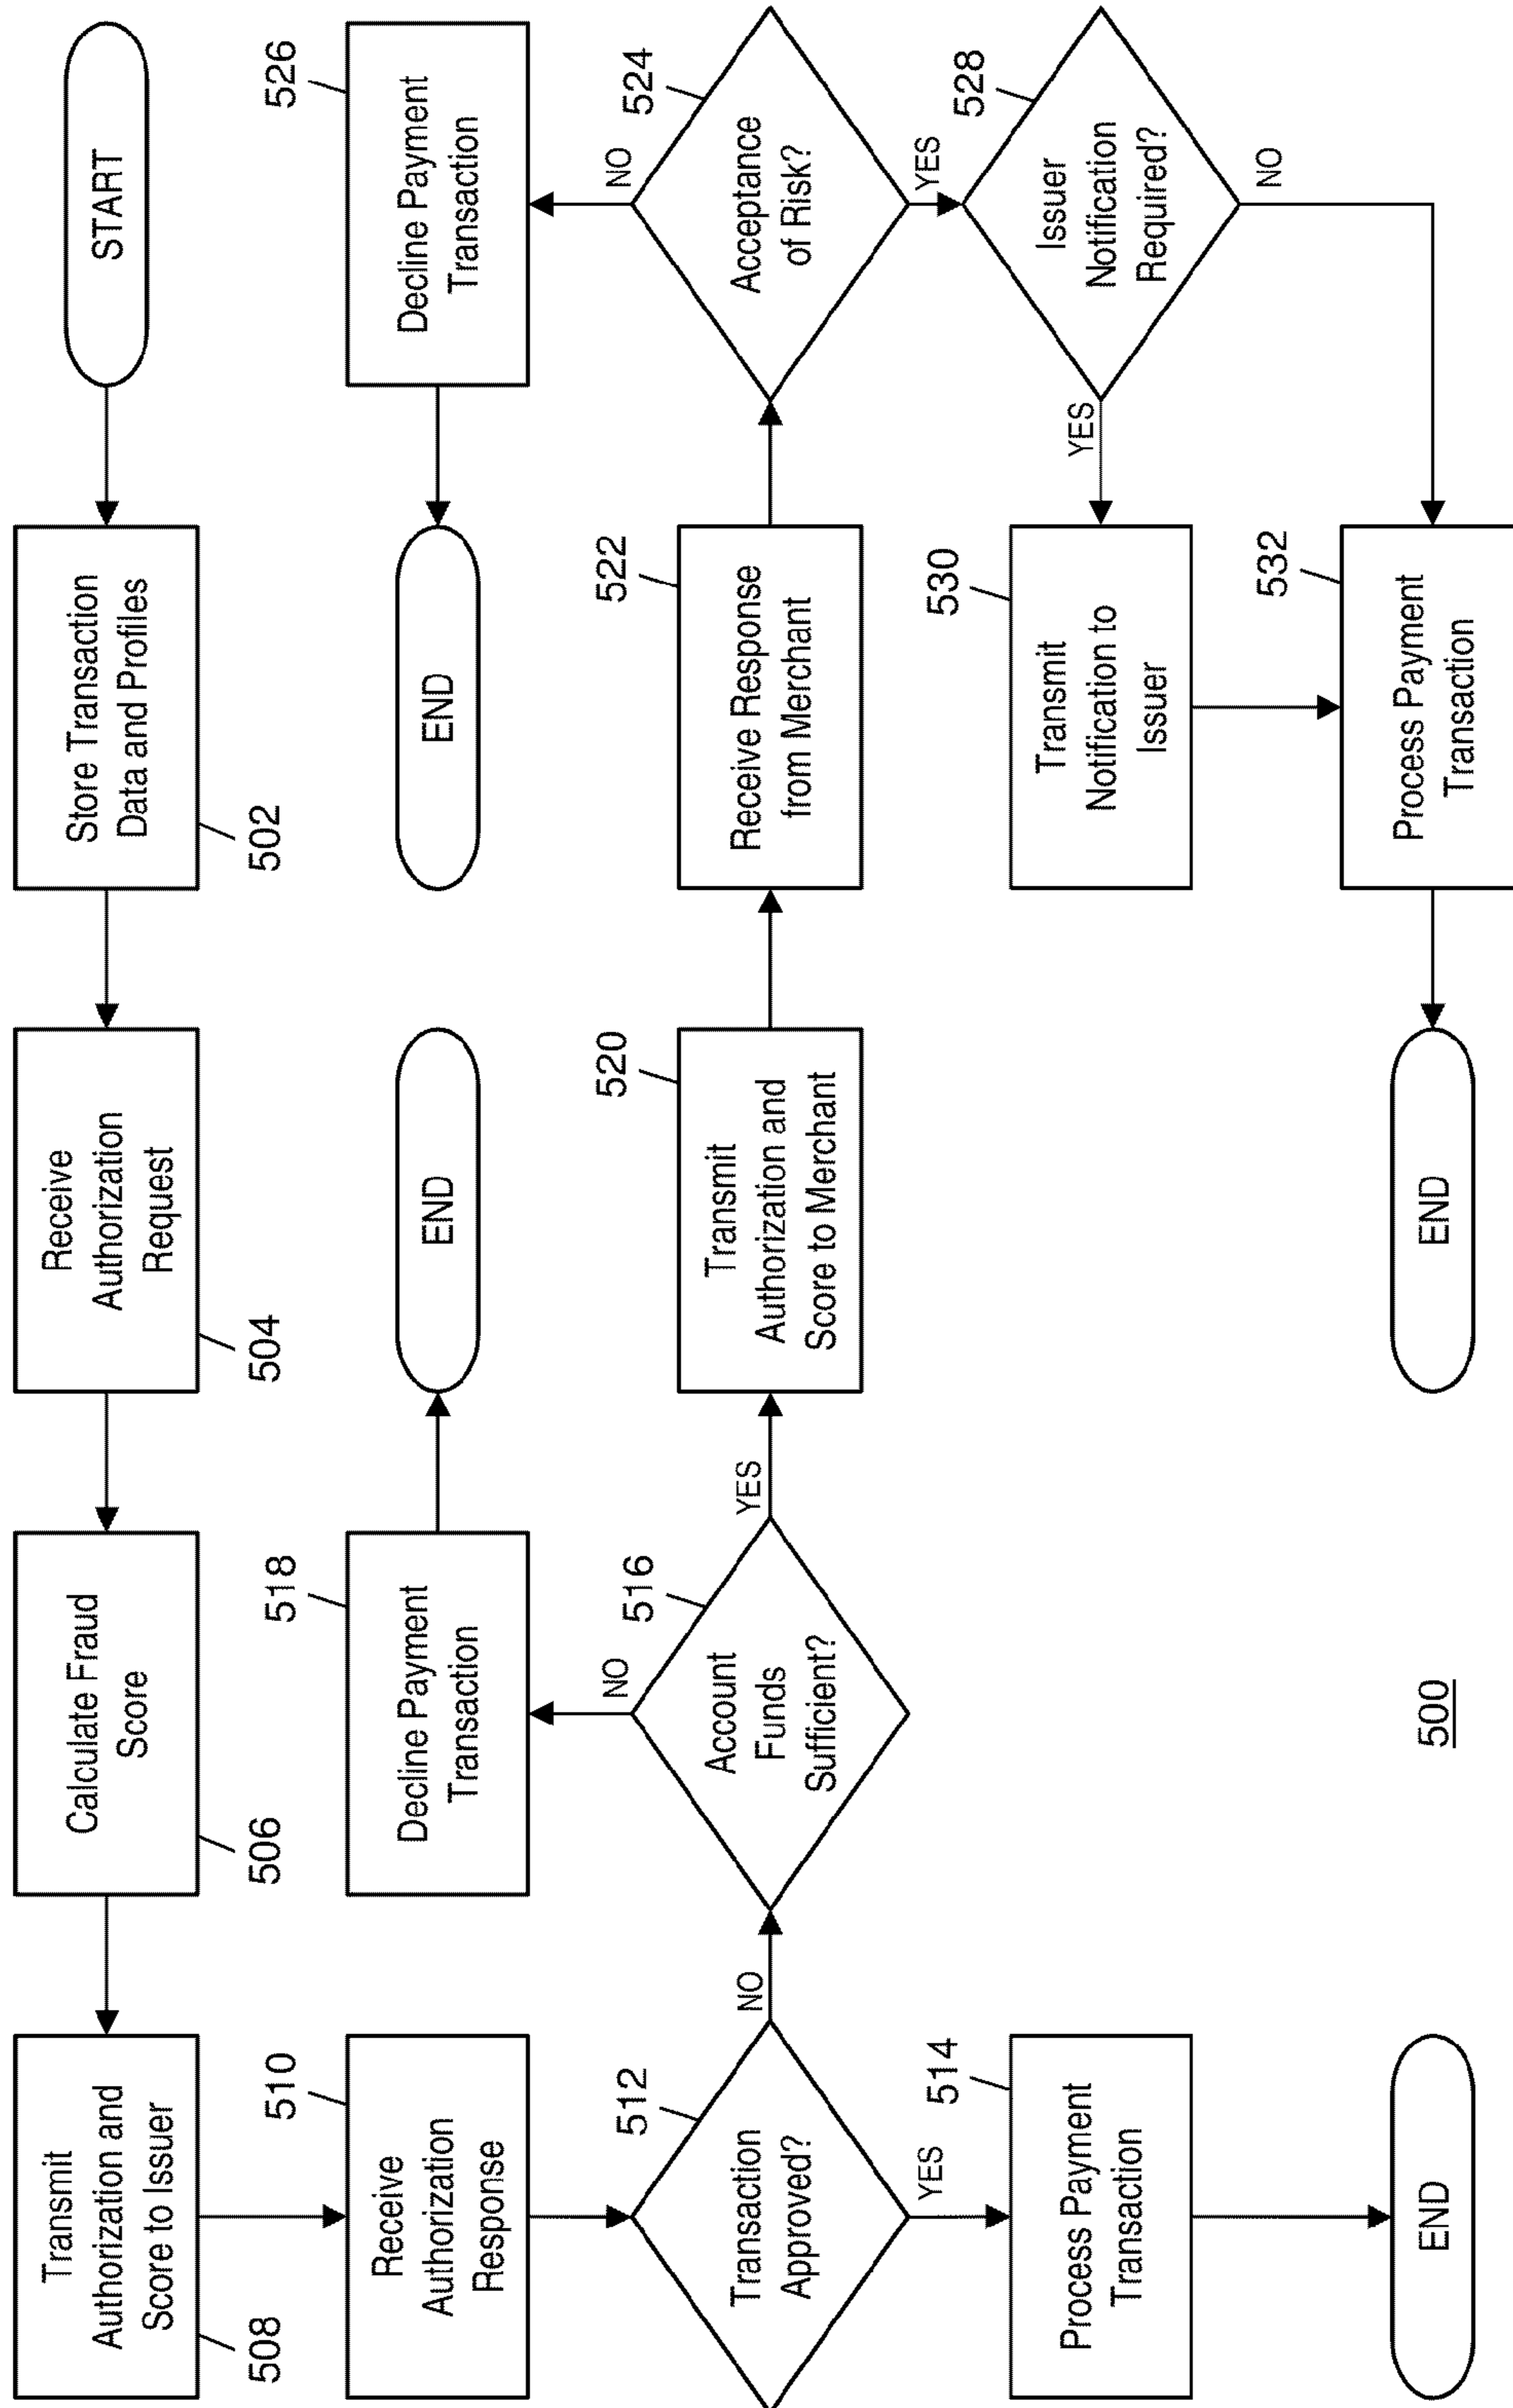 START
Store Transaction
Data and Profiles
502
Receive
Authorization
Request
504
Calculate Fraud
Score
506
Transmit
Authorization and
Score to Issuer
508
510
Receive
Authorization
Response
512
Transaction
Approved?
YES
NO
514
Process Payment
Transaction
END
516
Account
Funds
Sufficient?
NO
YES
518
Decline Payment
Transaction
END
520
Transmit
Authorization and
Score to Merchant
522
Receive Response
from Merchant
524
Acceptance
of Risk?
NO
YES
526
Decline Payment
Transaction
END
528
Issuer
Notification
Required?
YES
NO
530
Transmit
Notification to
Issuer
532
Process Payment
Transaction
END
500